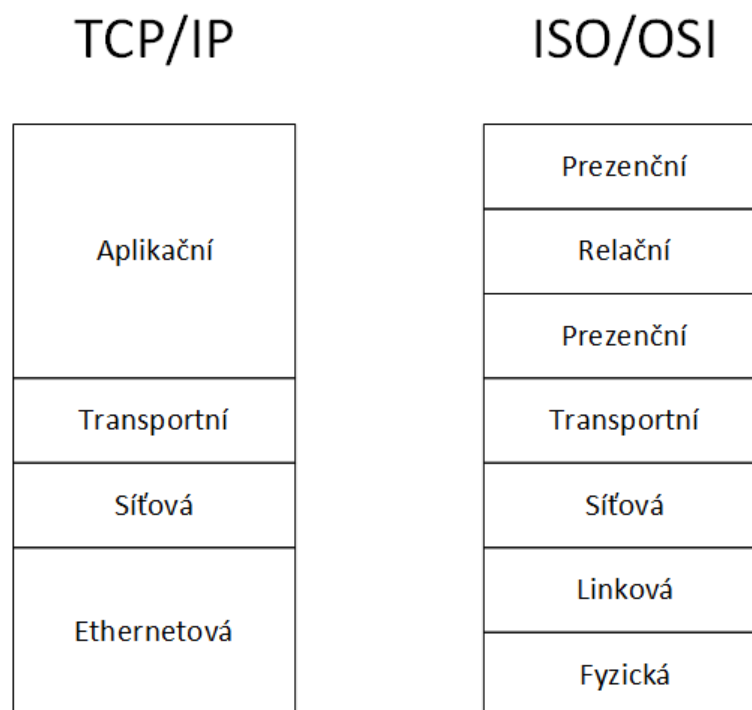 TCP/IP
ISO/OSI
Aplikační
Transportní
Síťová
Ethernetová
Prezenční
Relační
Prezenční
Transportní
Síťová
Linková
Fyzická